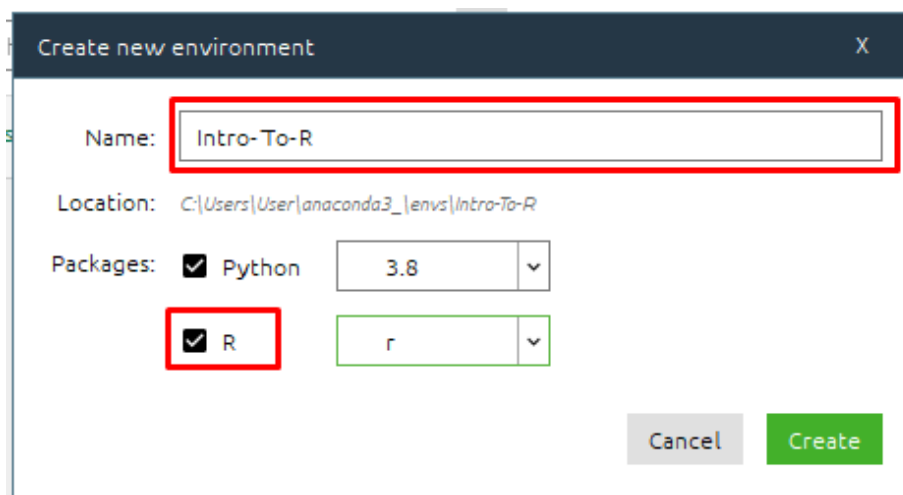 Create new environment X
Name: Intro-To-R
Location: C:\Users\User\anaconda3_\envs\Intro-To-R
Packages: Python 3.8
R r
Cancel Create